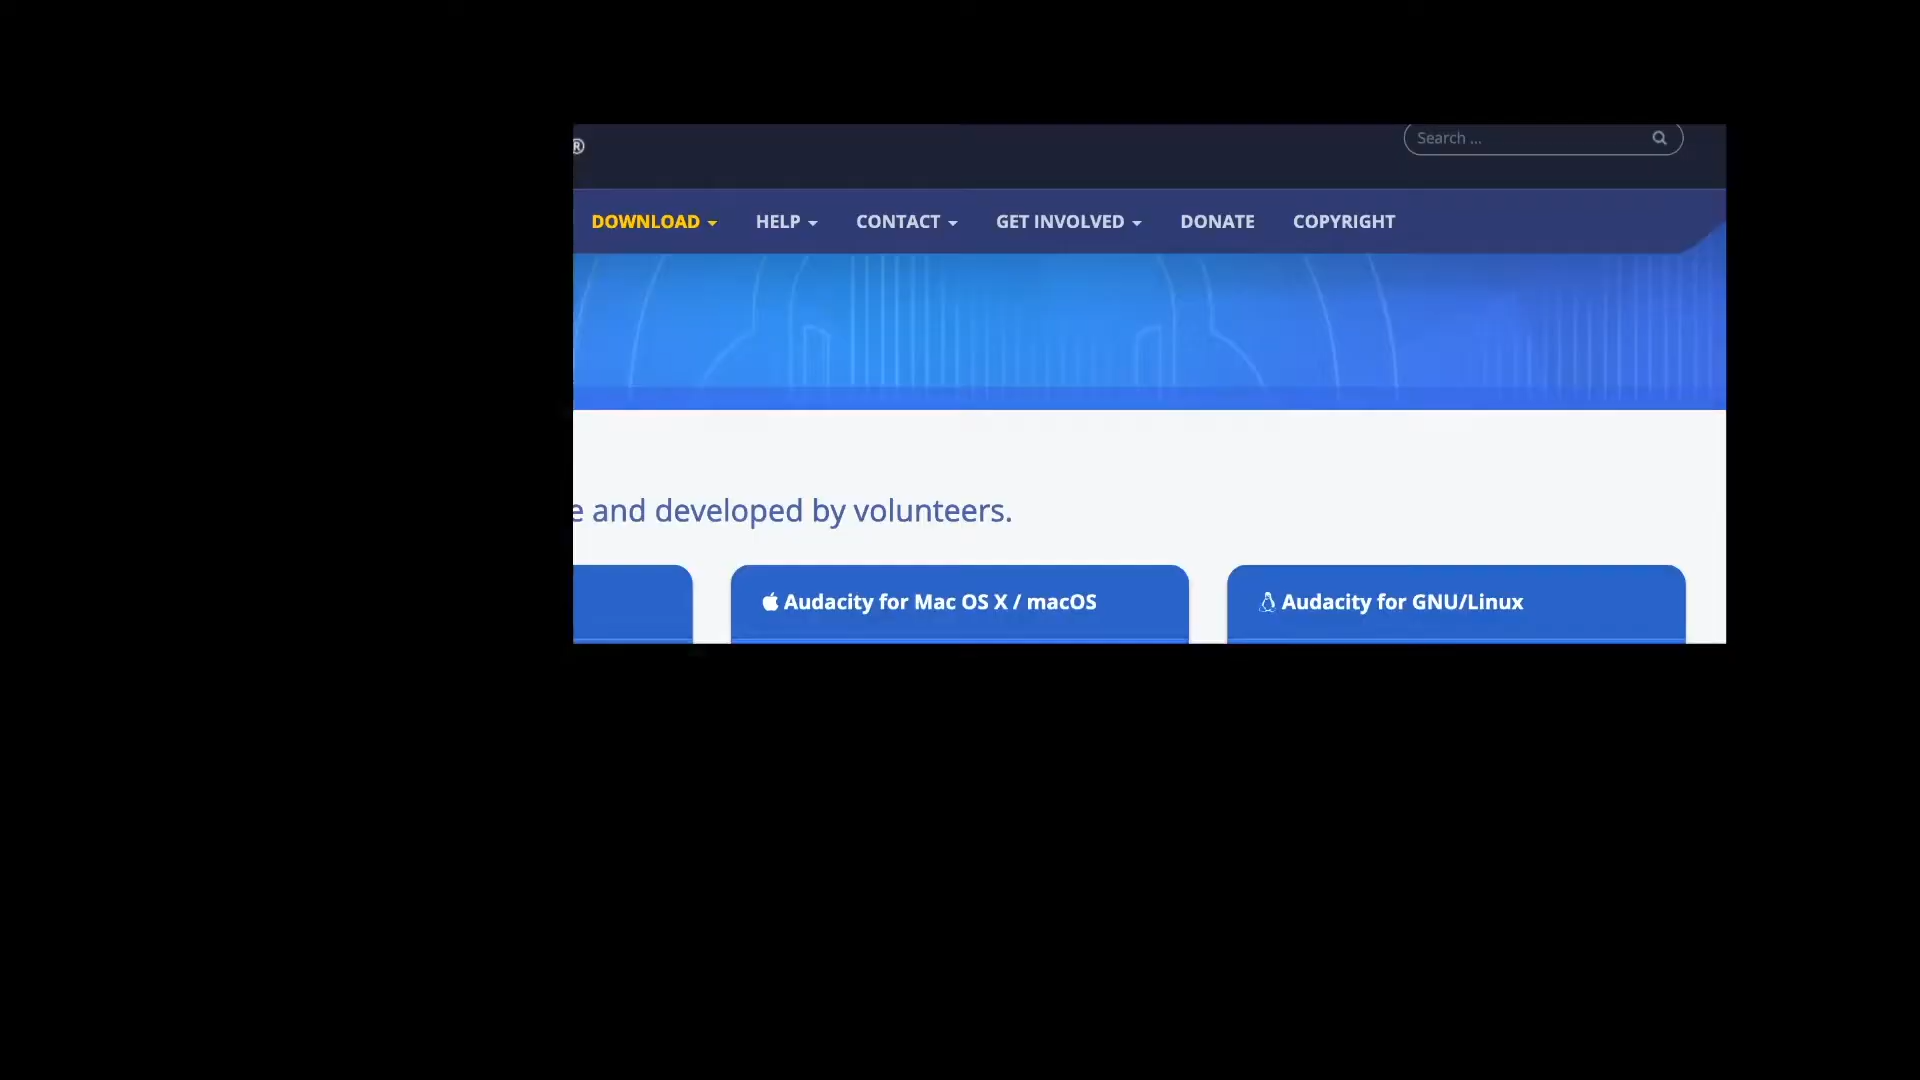 ®
Search ...
DOWNLOAD HELP CONTACT GET INVOLVED DONATE COPYRIGHT
e and developed by volunteers.
Audacity for Mac OS X / macOS
Audacity for GNU/Linux